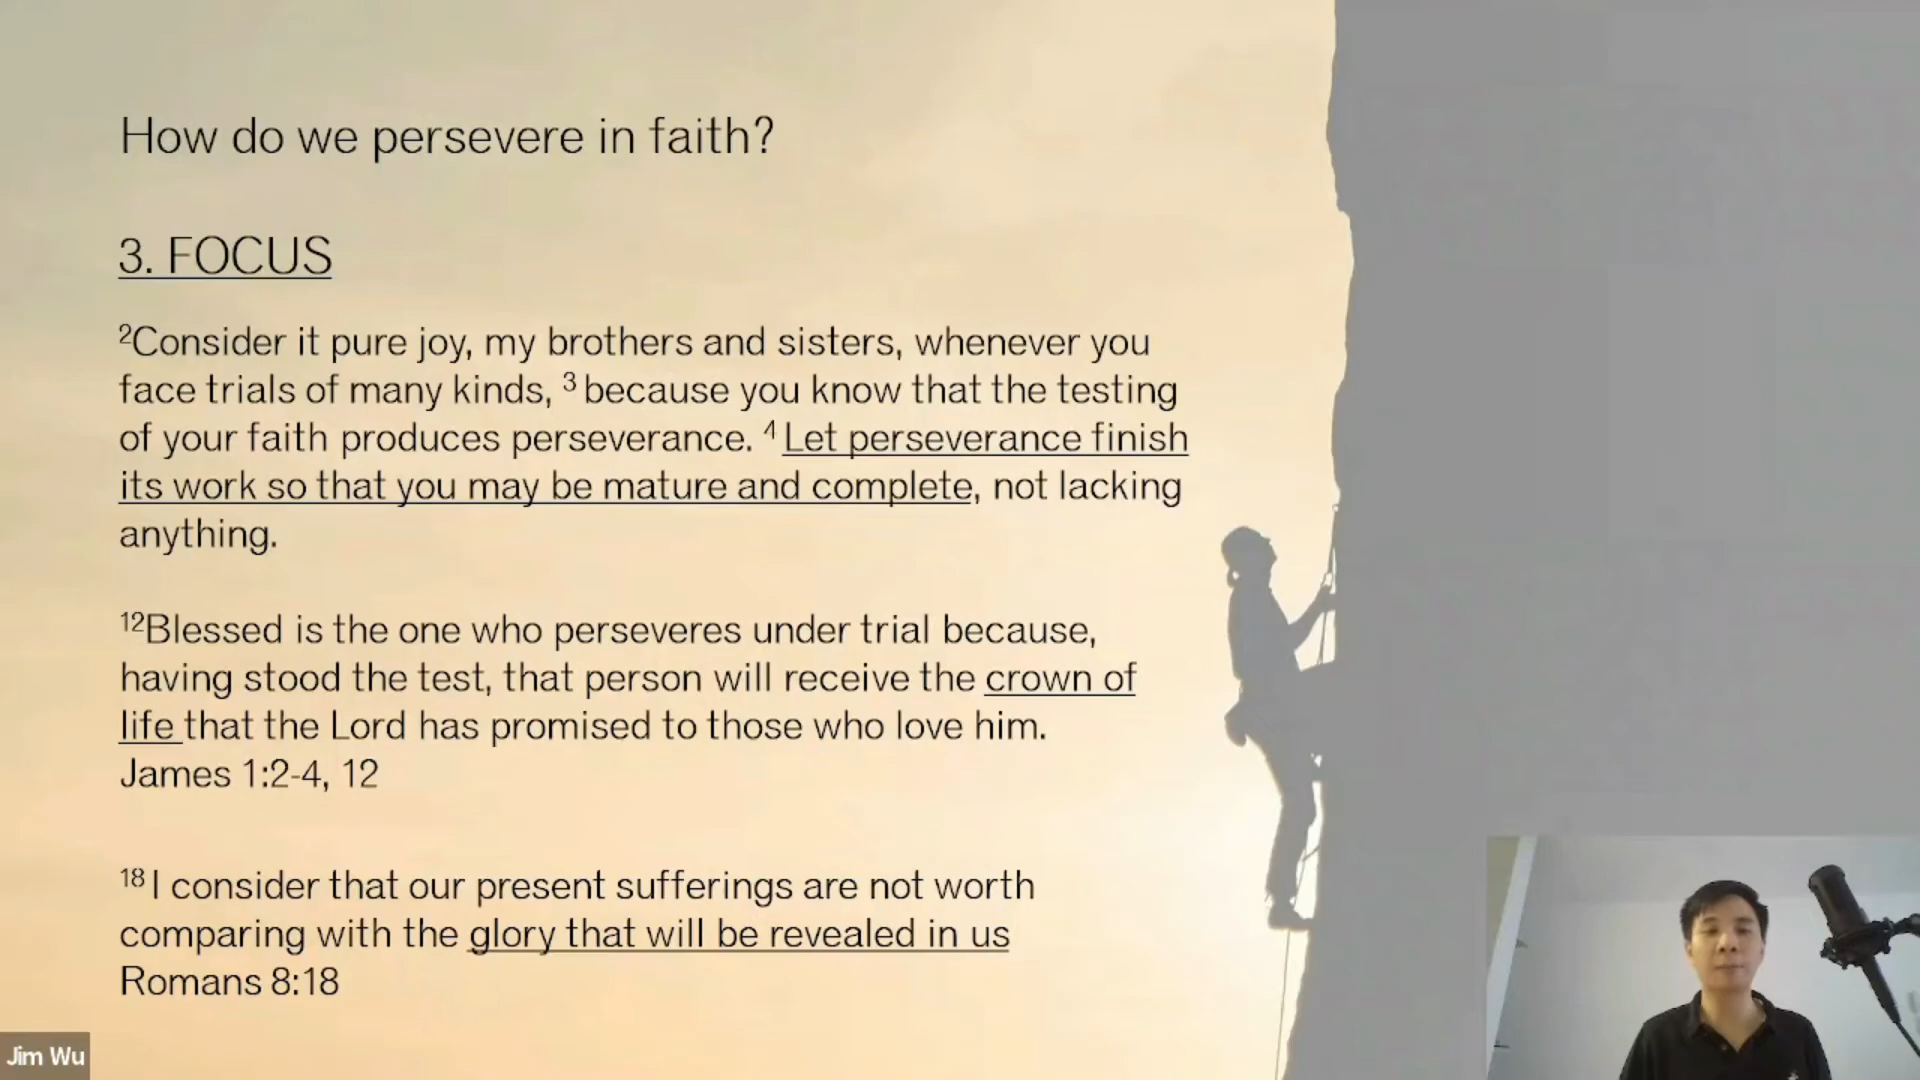 How do we persevere in faith?
3. FOCUS
²Consider it pure joy, my brothers and sisters, whenever you
face trials of many kinds, ³ because you know that the testing
of your faith produces perseverance. ⁴ Let perseverance finish
its work so that you may be mature and complete, not lacking
anything.
¹²Blessed is the one who perseveres under trial because,
having stood the test, that person will receive the crown of
life that the Lord has promised to those who love him.
James 1:2-4, 12
¹⁸ I consider that our present sufferings are not worth
comparing with the glory that will be revealed in us
Romans 8:18
Jim Wu